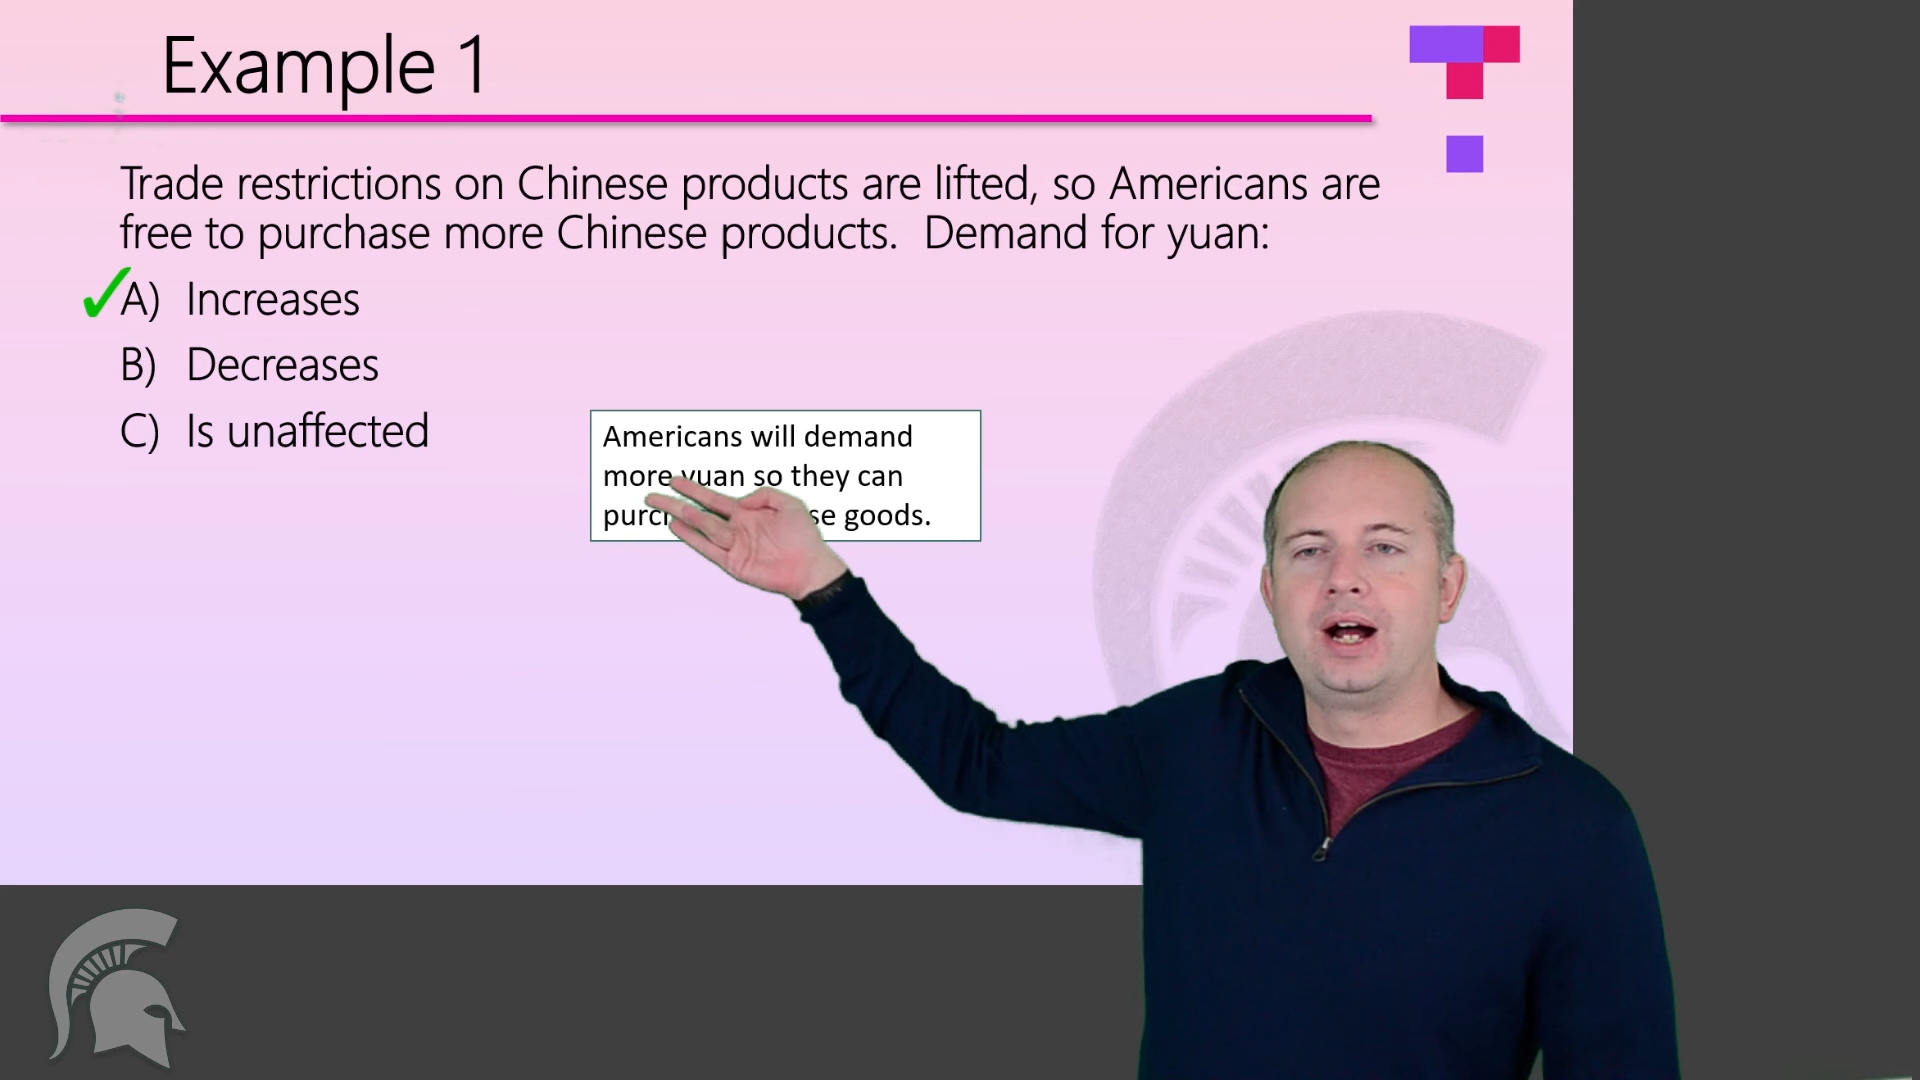 Example 1
Trade restrictions on Chinese products are lifted, so Americans are
free to purchase more Chinese products. Demand for yuan:
A) Increases
B) Decreases
C) Is unaffected
Americans will demand
more yuan so they can
goods.